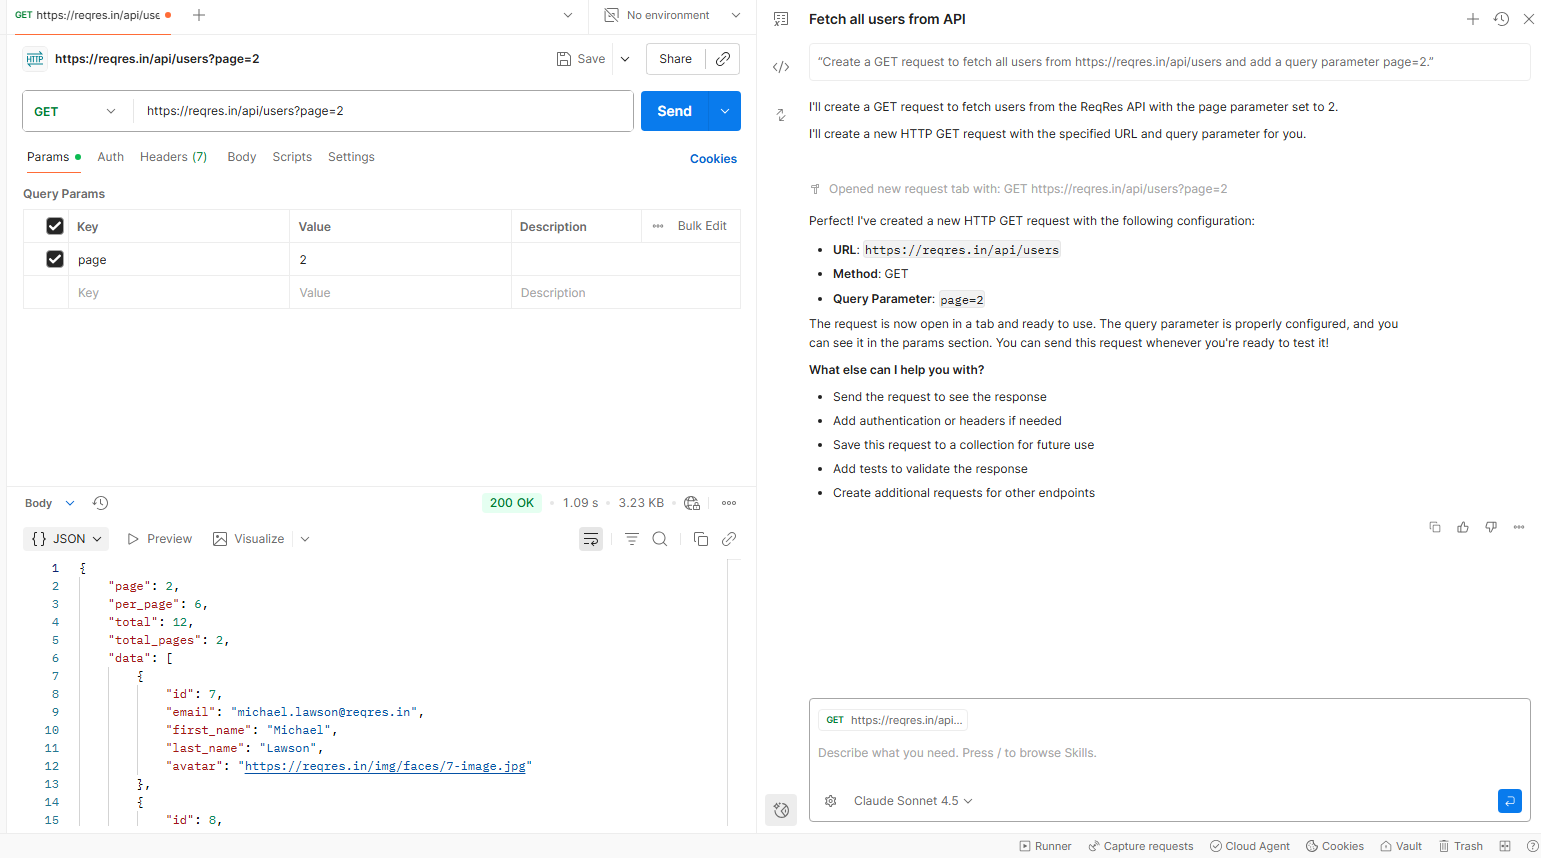 GET https://reqres.in/api/use
No environment
HTTP https://reqres.in/api/users?page=2
Save
Share
GET https://reqres.in/api/users?page=2
Send
Params Auth Headers (7) Body Scripts Settings
Cookies
Query Params
Key Value Description Bulk Edit
page 2
Key Value Description
Body
200 OK 1.09 s 3.23 KB
{} JSON Preview Visualize
1 {
2 "page": 2,
3 "per_page": 6,
4 "total": 12,
5 "total_pages": 2,
6 "data": [
7 {
8 "id": 7,
9 "email": "michael.lawson@reqres.in",
10 "first_name": "Michael",
11 "last_name": "Lawson",
12 "avatar": "https://reqres.in/img/faces/7-image.jpg"
13 },
14 {
15 "id": 8,
Fetch all users from API
“Create a GET request to fetch all users from https://reqres.in/api/users and add a query parameter page=2.”
I'll create a GET request to fetch users from the ReqRes API with the page parameter set to 2.
I'll create a new HTTP GET request with the specified URL and query parameter for you.
Opened new request tab with: GET https://reqres.in/api/users?page=2
Perfect! I've created a new HTTP GET request with the following configuration:
• URL: https://reqres.in/api/users
• Method: GET
• Query Parameter: page=2
The request is now open in a tab and ready to use. The query parameter is properly configured, and you
can see it in the params section. You can send this request whenever you're ready to test it!
What else can I help you with?
• Send the request to see the response
• Add authentication or headers if needed
• Save this request to a collection for future use
• Add tests to validate the response
• Create additional requests for other endpoints
GET https://reqres.in/api...
Describe what you need. Press / to browse Skills.
Claude Sonnet 4.5
Runner Capture requests Cloud Agent Cookies Vault Trash